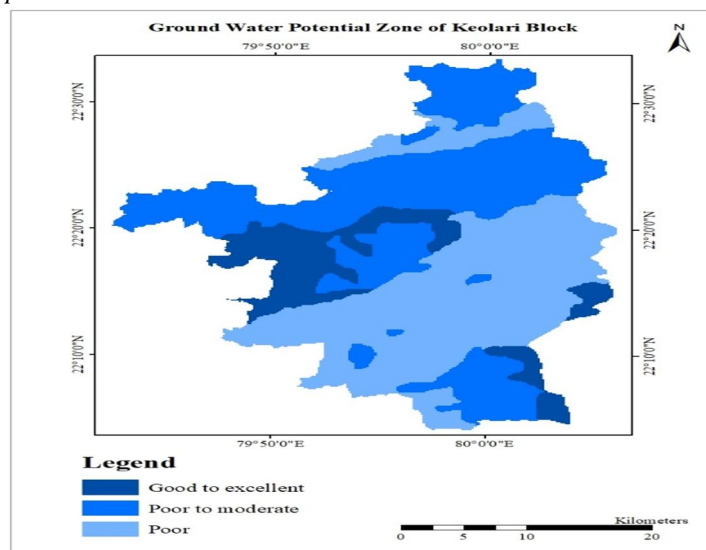 Ground Water Potential Zone of Keolari Block
N
79°50'0"E 80°0'0"E
22°30'0"N 22°30'0"N
22°20'0"N 22°20'0"N
22°10'0"N 22°10'0"N
79°50'0"E 80°0'0"E
Legend
Good to excellent
Poor to moderate
Poor
Kilometers
0 5 10 20